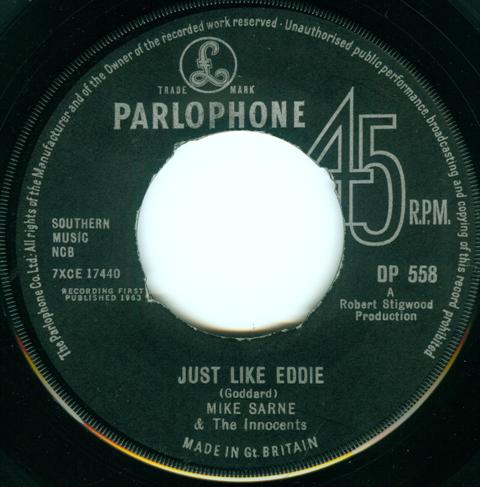 The Parlophone Co. Ltd. All rights of the Manufacturer and of the Owner of the recorded work reserved · Unauthorised public performance, broadcasting and copying of this record prohibited
£
TRADE MARK
PARLOPHONE
45 R.P.M.
SOUTHERN
MUSIC
NCB
7XCE 17440
RECORDING FIRST
PUBLISHED 1963
DP 558
A
Robert Stigwood
Production
JUST LIKE EDDIE
(Goddard)
MIKE SARNE
& The Innocents
MADE IN Gt. BRITAIN